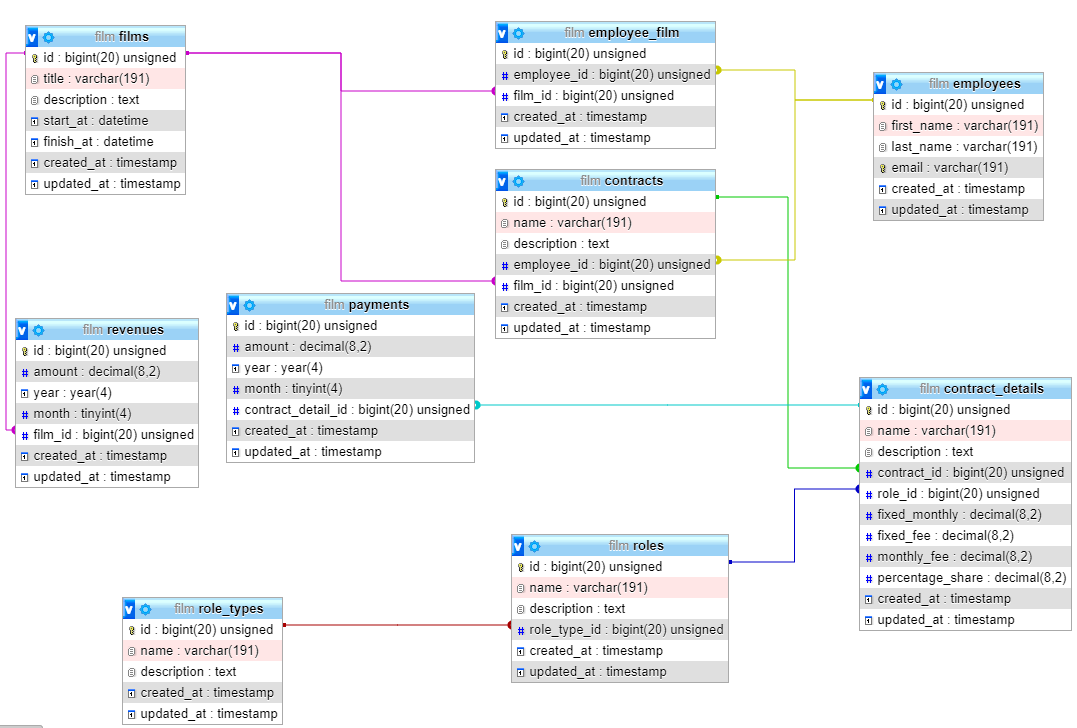 film films
id : bigint(20) unsigned
title : varchar(191)
description : text
start_at : datetime
finish_at : datetime
created_at : timestamp
updated_at : timestamp
film employee_film
id : bigint(20) unsigned
employee_id : bigint(20) unsigned
film_id : bigint(20) unsigned
created_at : timestamp
updated_at : timestamp
film employees
id : bigint(20) unsigned
first_name : varchar(191)
last_name : varchar(191)
email : varchar(191)
created_at : timestamp
updated_at : timestamp
film contracts
id : bigint(20) unsigned
name : varchar(191)
description : text
employee_id : bigint(20) unsigned
film_id : bigint(20) unsigned
created_at : timestamp
updated_at : timestamp
film revenues
id : bigint(20) unsigned
amount : decimal(8,2)
year : year(4)
month : tinyint(4)
film_id : bigint(20) unsigned
created_at : timestamp
updated_at : timestamp
film payments
id : bigint(20) unsigned
amount : decimal(8,2)
year : year(4)
month : tinyint(4)
contract_detail_id : bigint(20) unsigned
created_at : timestamp
updated_at : timestamp
film contract_details
id : bigint(20) unsigned
name : varchar(191)
description : text
contract_id : bigint(20) unsigned
role_id : bigint(20) unsigned
fixed_monthly : decimal(8,2)
fixed_fee : decimal(8,2)
monthly_fee : decimal(8,2)
percentage_share : decimal(8,2)
created_at : timestamp
updated_at : timestamp
film role_types
id : bigint(20) unsigned
name : varchar(191)
description : text
created_at : timestamp
updated_at : timestamp
film roles
id : bigint(20) unsigned
name : varchar(191)
description : text
role_type_id : bigint(20) unsigned
created_at : timestamp
updated_at : timestamp